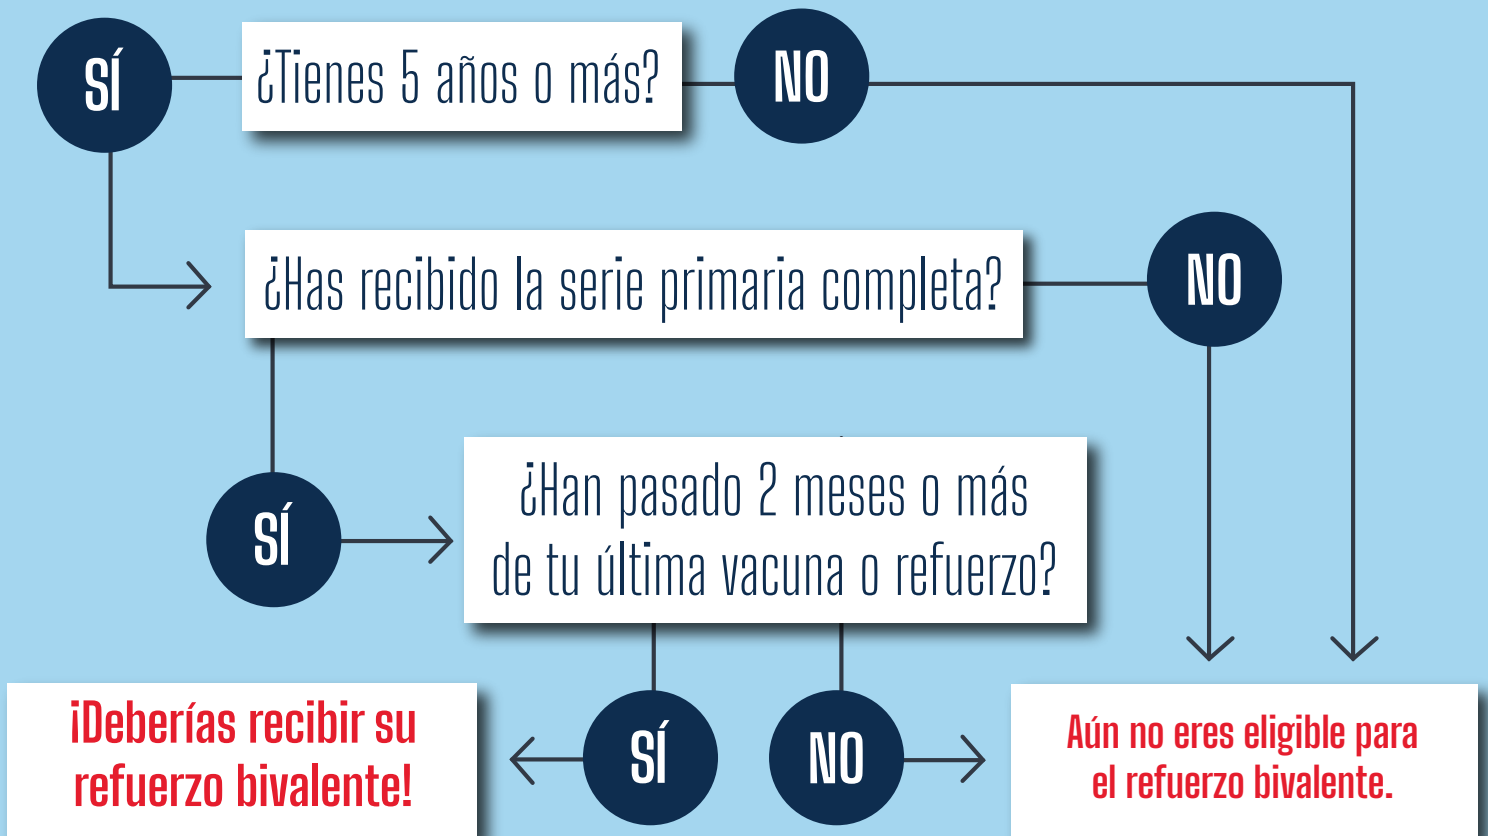 SÍ
¿Tienes 5 años o más?
NO
¿Has recibido la serie primaria completa?
NO
SÍ
¿Han pasado 2 meses o más
de tu última vacuna o refuerzo?
¡Deberías recibir su
refuerzo bivalente!
SÍ
NO
Aún no eres eligible para
el refuerzo bivalente.